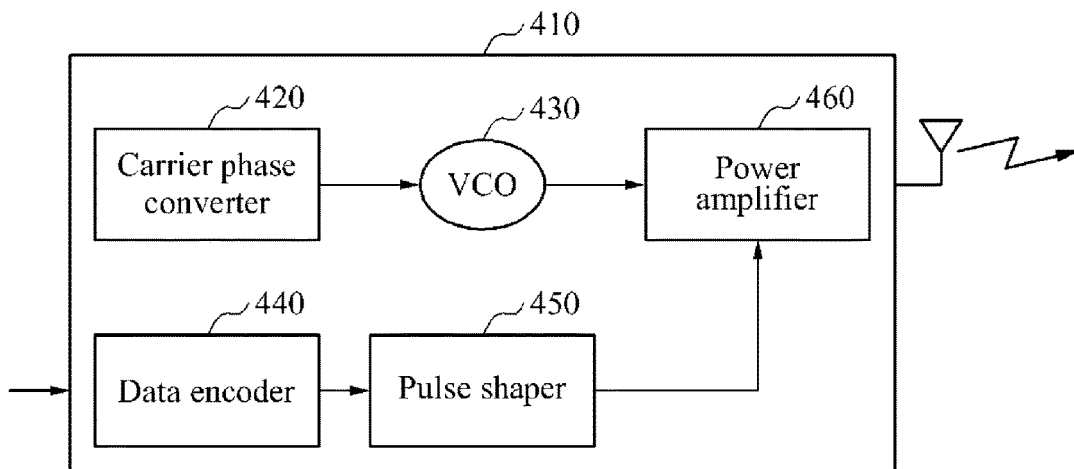 410
420
430
460
Carrier phase
converter
VCO
Power
amplifier
440
450
Data encoder
Pulse shaper